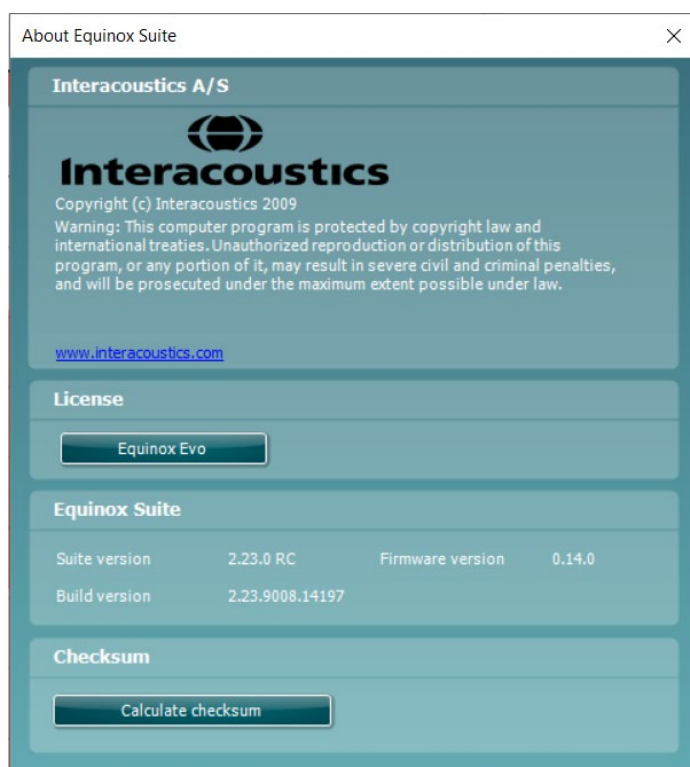 About Equinox Suite
Interacoustics A/S
Interacoustics
Copyright (c) Interacoustics 2009
Warning: This computer program is protected by copyright law and
international treaties. Unauthorized reproduction or distribution of this
program, or any portion of it, may result in severe civil and criminal penalties,
and will be prosecuted under the maximum extent possible under law.
www.interacoustics.com
License
Equinox Evo
Equinox Suite
Suite version 2.23.0 RC Firmware version 0.14.0
Build version 2.23.9008.14197
Checksum
Calculate checksum